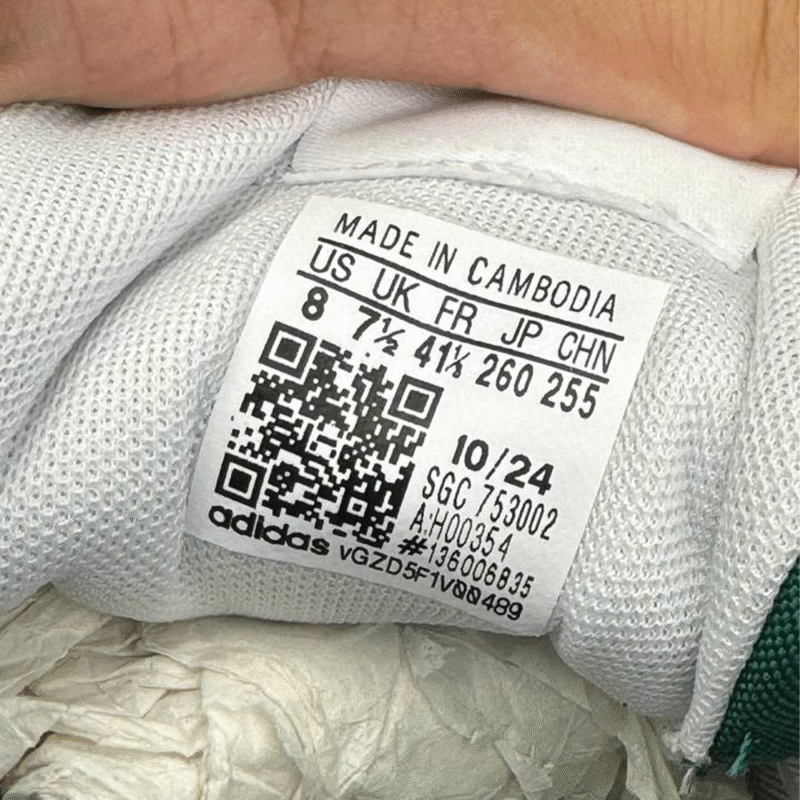 MADE IN CAMBODIA
US UK FR JP CHN
8 7½ 41⅓ 260 255
10/24
SGC 753002
A:H00354
#136006835
adidas vGZD5F1V00489